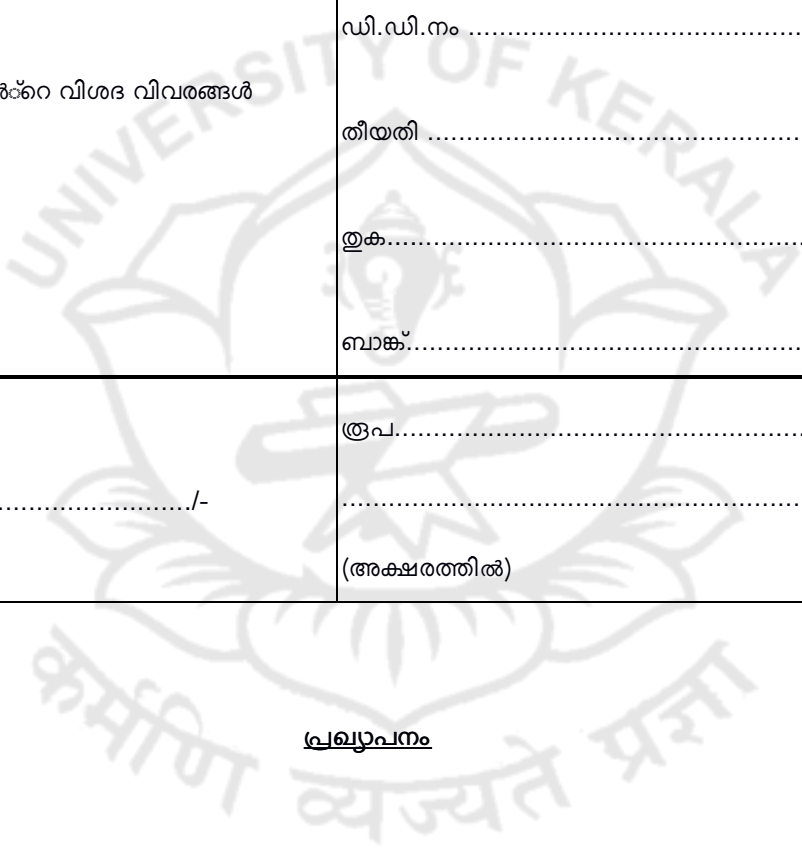 ഡി.ഡി.നം ..........................................
റെ വിശദ വിവരങ്ങൾ
തീയതി ................................................
തുക.....................................................
ബാങ്ക്..................................................
രൂപ....................................................
........................./-
...........................................................
(അക്ഷരത്തിൽ)
പ്രഖ്യാപനം
UNIVERSITY OF KERALA
कर्मणि व्यज्यते प्रज्ञा